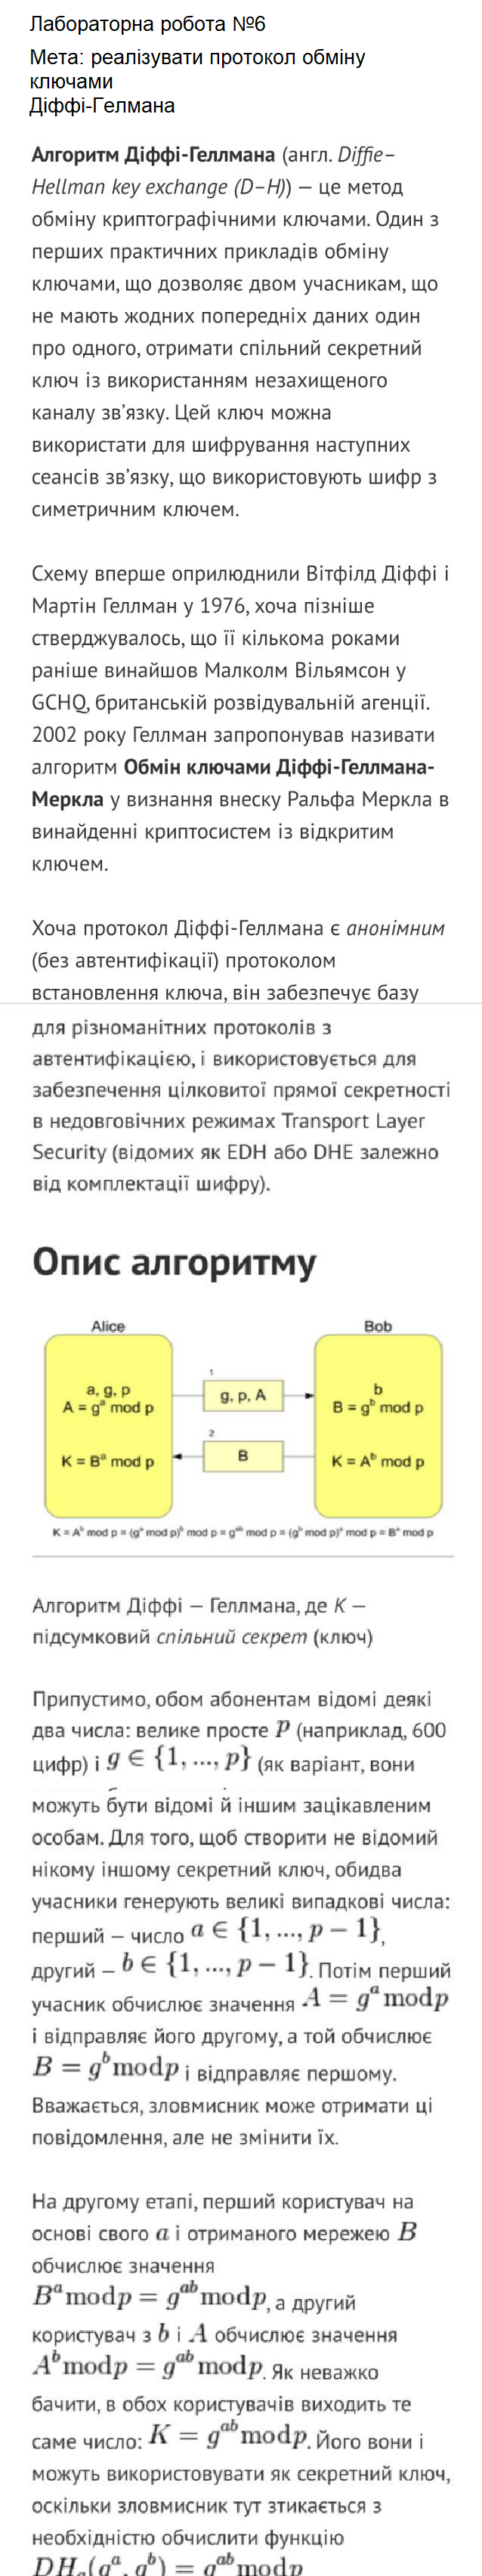 Лабораторна робота №6
Мета: реалізувати протокол обміну
ключами
Діффі-Гелмана
Алгоритм Діффі-Геллмана (англ. Diffie–
Hellman key exchange (D–H)) — це метод
обміну криптографічними ключами. Один з
перших практичних прикладів обміну
ключами, що дозволяє двом учасникам, що
не мають жодних попередніх даних один
про одного, отримати спільний секретний
ключ із використанням незахищеного
каналу зв’язку. Цей ключ можна
використати для шифрування наступних
сеансів зв’язку, що використовують шифр з
симетричним ключем.
Схему вперше оприлюднили Вітфілд Діффі і
Мартін Геллман у 1976, хоча пізніше
стверджувалось, що її кількома роками
раніше винайшов Малколм Вільямсон у
GCHQ, британській розвідувальній агенції.
2002 року Геллман запропонував називати
алгоритм Обмін ключами Діффі-Геллмана-
Меркла у визнання внеску Ральфа Меркла в
винайденні криптосистем із відкритим
ключем.
Хоча протокол Діффі-Геллмана є анонімним
(без автентифікації) протоколом
встановлення ключа, він забезпечує базу
для різноманітних протоколів з
автентифікацією, і використовується для
забезпечення цілковитої прямої секретності
в недовговічних режимах Transport Layer
Security (відомих як EDH або DHE залежно
від комплектації шифру).
Опис алгоритму
Alice
Bob
a, g, p
A = g^a mod p
K = B^a mod p
1
g, p, A
2
B
b
B = g^b mod p
K = A^b mod p
K = A^b mod p = (g^a mod p)^b mod p = g^ab mod p = (g^b mod p)^a mod p = B^a mod p
Алгоритм Діффі — Геллмана, де K —
підсумковий спільний секрет (ключ)
Припустимо, обом абонентам відомі деякі
два числа: велике просте p (наприклад, 600
цифр) і g ∈ {1, ..., p} (як варіант, вони
можуть бути відомі й іншим зацікавленим
особам. Для того, щоб створити не відомий
нікому іншому секретний ключ, обидва
учасники генерують великі випадкові числа:
перший — число a ∈ {1, ..., p − 1},
другий — b ∈ {1, ..., p − 1}. Потім перший
учасник обчислює значення A = g^a modp
і відправляє його другому, а той обчислює
B = g^b modp і відправляє першому.
Вважається, зловмисник може отримати ці
повідомлення, але не змінити їх.
На другому етапі, перший користувач на
основі свого a і отриманого мережею B
обчислює значення
B^a modp = g^ab modp, а другий
користувач з b і A обчислює значення
A^b modp = g^ab modp. Як неважко
бачити, в обох користувачів виходить те
саме число: K = g^ab modp. Його вони і
можуть використовувати як секретний ключ,
оскільки зловмисник тут зтикається з
необхідністю обчислити функцію
DH_g(g^a, g^b) = g^ab modp